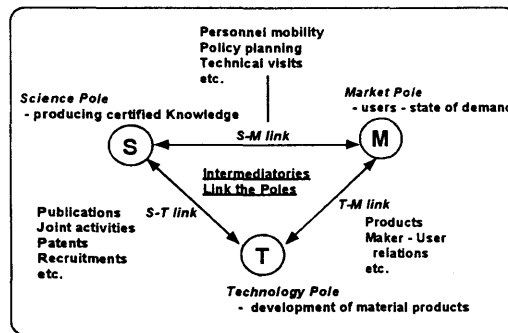 Personnel mobility
Policy planning
Technical visits
etc.
Science Pole
- producing certified Knowledge
Market Pole
- users - state of demand
S
S-M link
M
Intermediatories
Link the Poles
Publications
Joint activities
Patents
Recruitments
etc.
S-T link
T-M link
Products
Maker - User
relations
etc.
T
Technology Pole
- development of material products